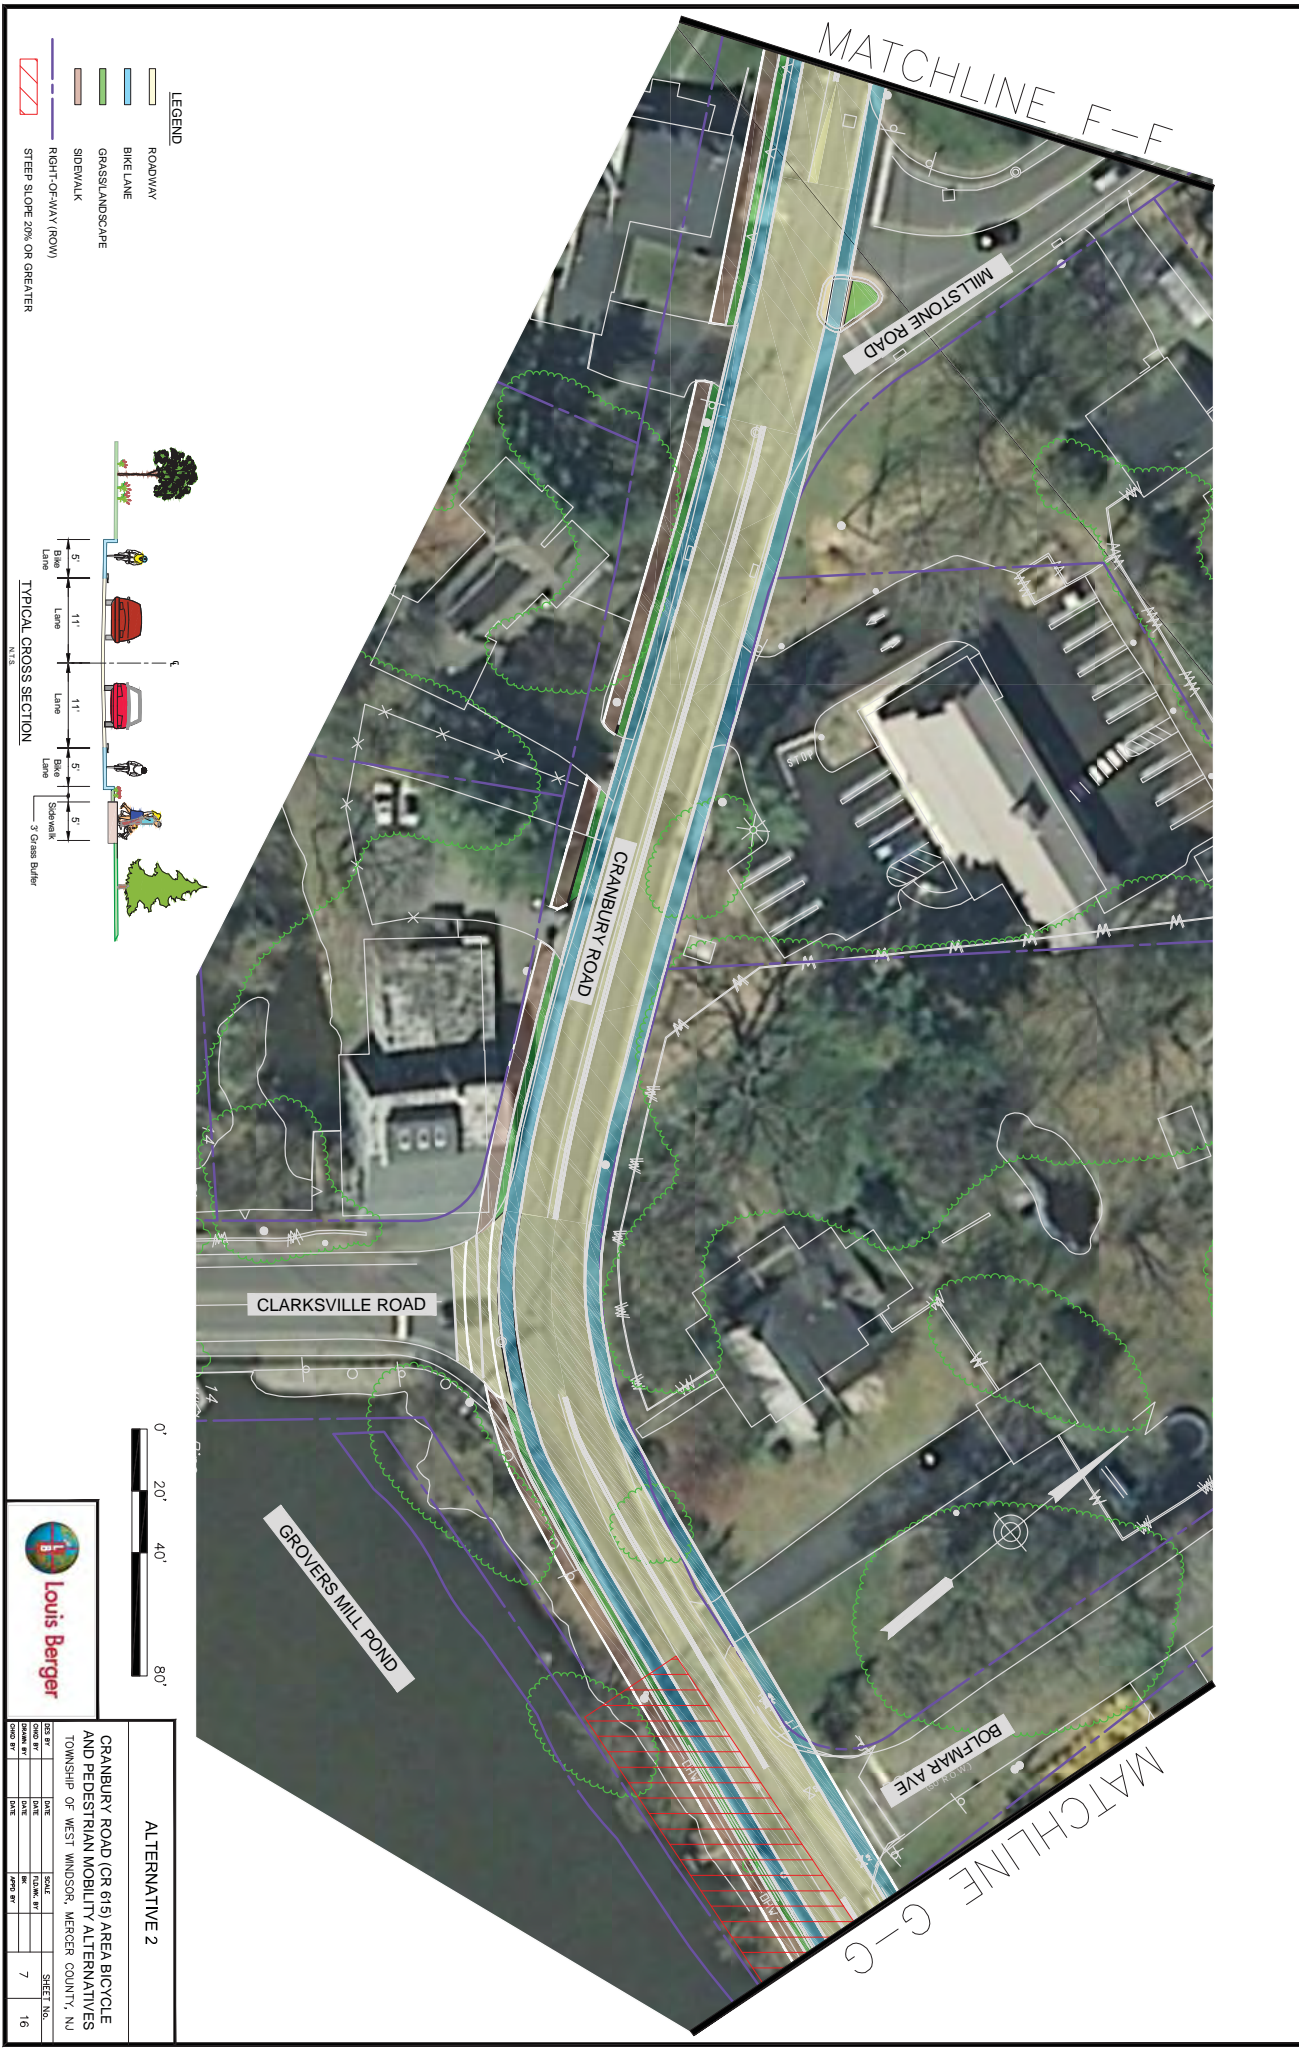 MATCHLINE F-F
MILLSTONE ROAD
STOP
CRANBURY ROAD
CLARKSVILLE ROAD
GROVERS MILL POND
BOLFMAR AVE
MATCHLINE G-G
LEGEND
ROADWAY
BIKE LANE
GRASS/LANDSCAPE
SIDEWALK
RIGHT-OF-WAY (ROW)
STEEP SLOPE 20% OR GREATER
5'
Bike
Lane
11'
Lane
11'
Lane
5'
Bike
Lane
5'
Sidewalk
3' Grass Buffer
TYPICAL CROSS SECTION
N.T.S.
0' 20' 40' 80'
Louis Berger
ALTERNATIVE 2
CRANBURY ROAD (CR 615) AREA BICYCLE
AND PEDESTRIAN MOBILITY ALTERNATIVES
TOWNSHIP OF WEST WINDSOR, MERCER COUNTY, NJ
DES BY DATE SCALE SHEET No.
CHKD BY DATE FLD.WK. BY
DRAWN BY DATE BK 7 16
CHKD BY DATE APPD BY